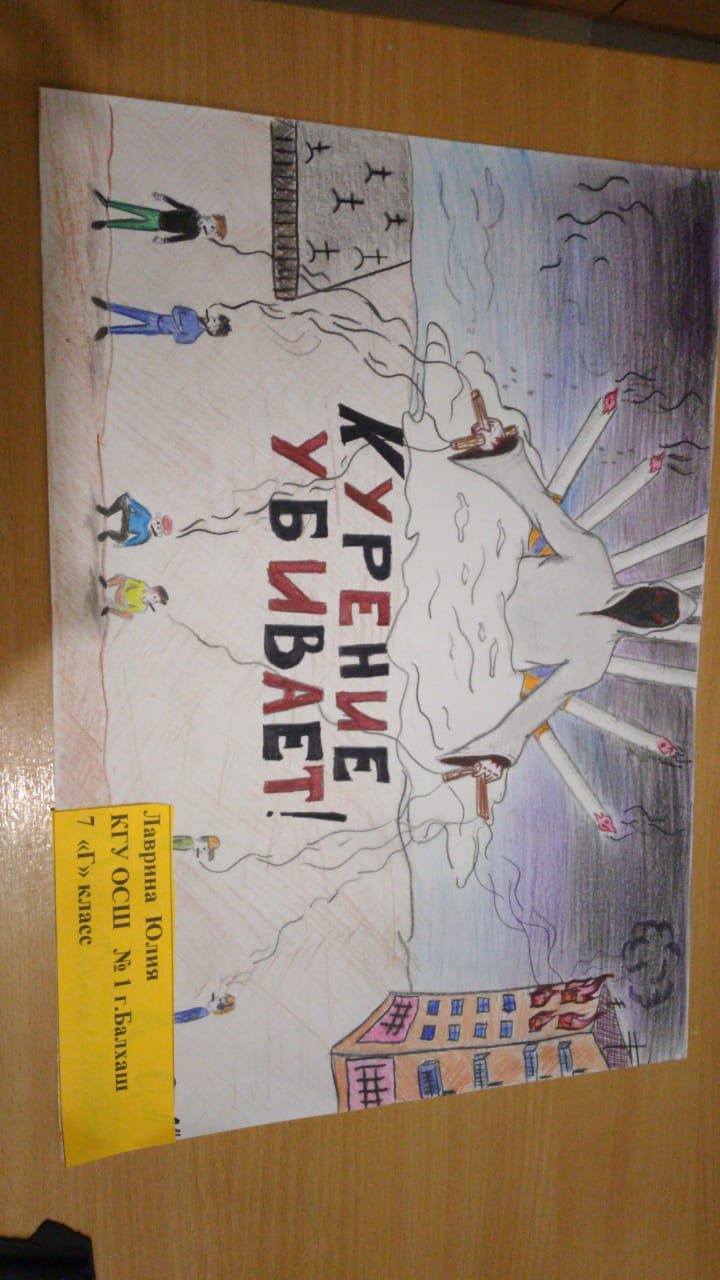 КУРЕНИЕ
УБИВАЕТ!
Лаврина Юлия
КГУ ОСШ № 1 г.Балхаш
7 «Г» класс